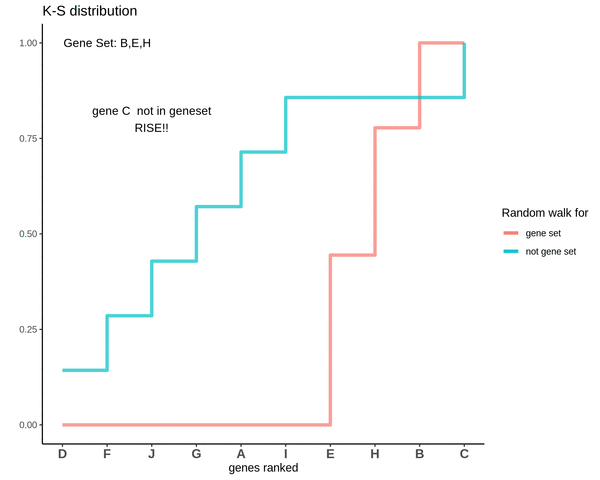 K-S distribution
Gene Set: B,E,H
gene C  not in geneset
RISE!!
1.00
0.75
0.50
0.25
0.00
D F J G A I E H B C
genes ranked
Random walk for
gene set
not gene set